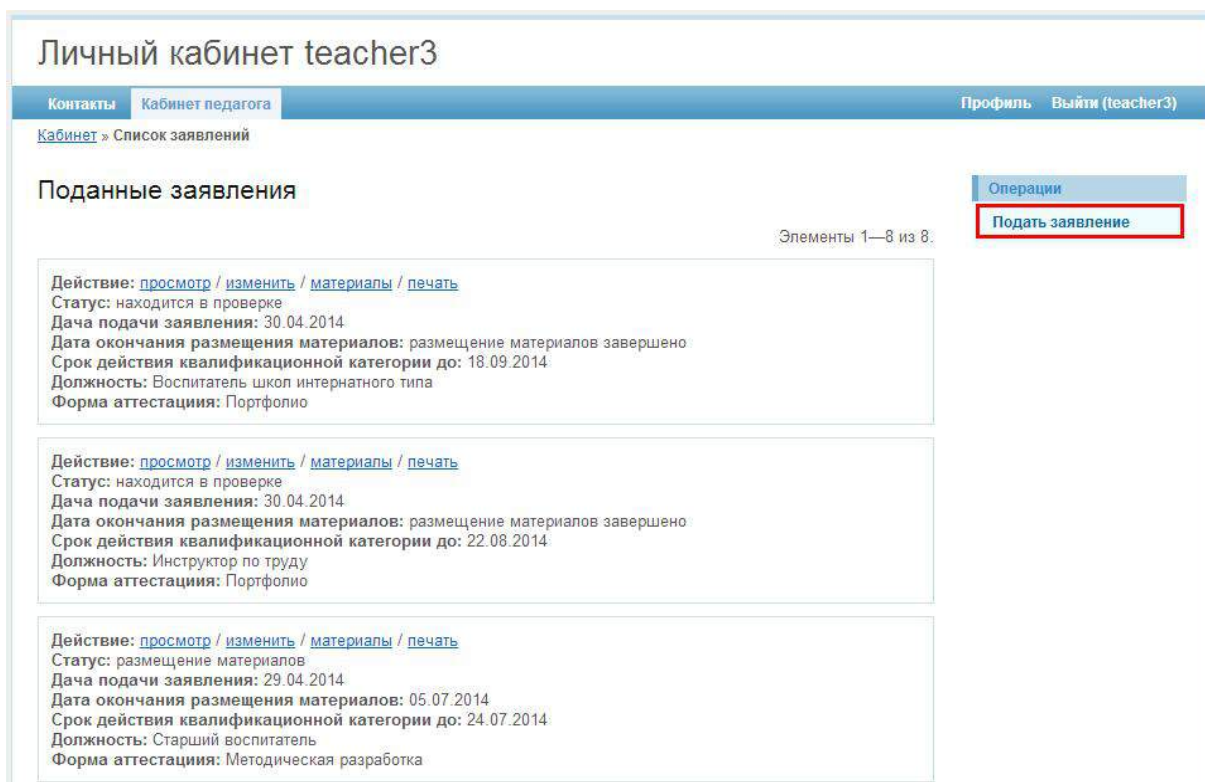 Личный кабинет teacher3
Контакты Кабинет педагога Профиль Выйти (teacher3)
Кабинет » Список заявлений
Поданные заявления
Операции
Подать заявление
Элементы 1—8 из 8.
Действие: просмотр / изменить / материалы / печать
Статус: находится в проверке
Дача подачи заявления: 30.04.2014
Дата окончания размещения материалов: размещение материалов завершено
Срок действия квалификационной категории до: 18.09.2014
Должность: Воспитатель школ интернатного типа
Форма аттестациия: Портфолио
Действие: просмотр / изменить / материалы / печать
Статус: находится в проверке
Дача подачи заявления: 30.04.2014
Дата окончания размещения материалов: размещение материалов завершено
Срок действия квалификационной категории до: 22.08.2014
Должность: Инструктор по труду
Форма аттестациия: Портфолио
Действие: просмотр / изменить / материалы / печать
Статус: размещение материалов
Дача подачи заявления: 29.04.2014
Дата окончания размещения материалов: 05.07.2014
Срок действия квалификационной категории до: 24.07.2014
Должность: Старший воспитатель
Форма аттестациия: Методическая разработка